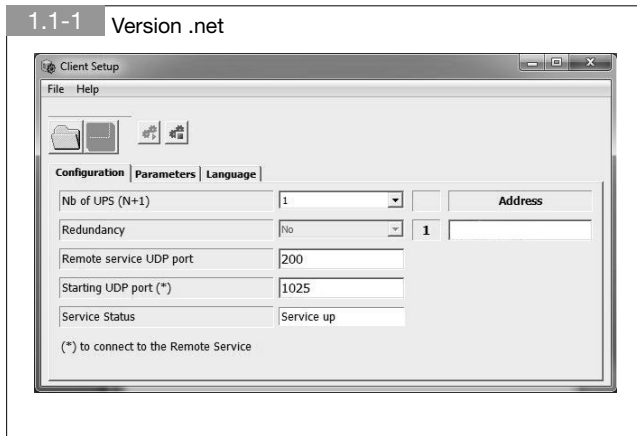 1.1-1 Version .net
Client Setup
File Help
Configuration Parameters Language
Nb of UPS (N+1) 1 Address
Redundancy No 1
Remote service UDP port 200
Starting UDP port (*) 1025
Service Status Service up
(*) to connect to the Remote Service